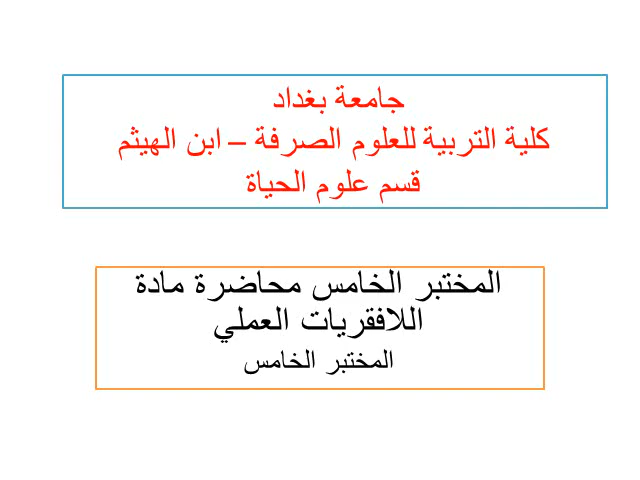 جامعة بغداد
كلية التربية للعلوم الصرفة – ابن الهيثم
قسم علوم الحياة
المختبر الخامس محاضرة مادة
اللافقريات العملي
المختبر الخامس